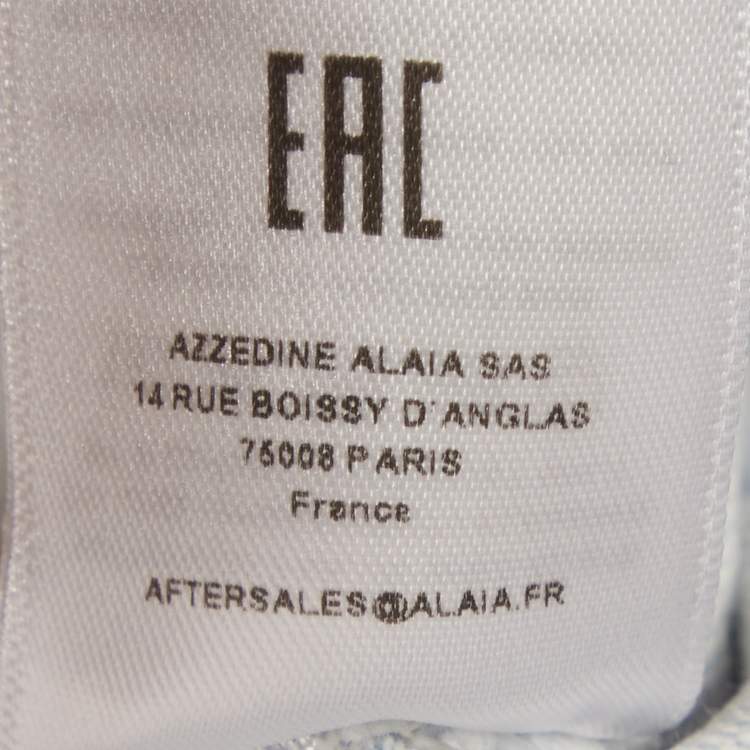 EAC
AZZEDINE ALAIA SAS
14 RUE BOISSY D'ANGLAS
75008 PARIS
France
AFTERSALES@ALAIA.FR